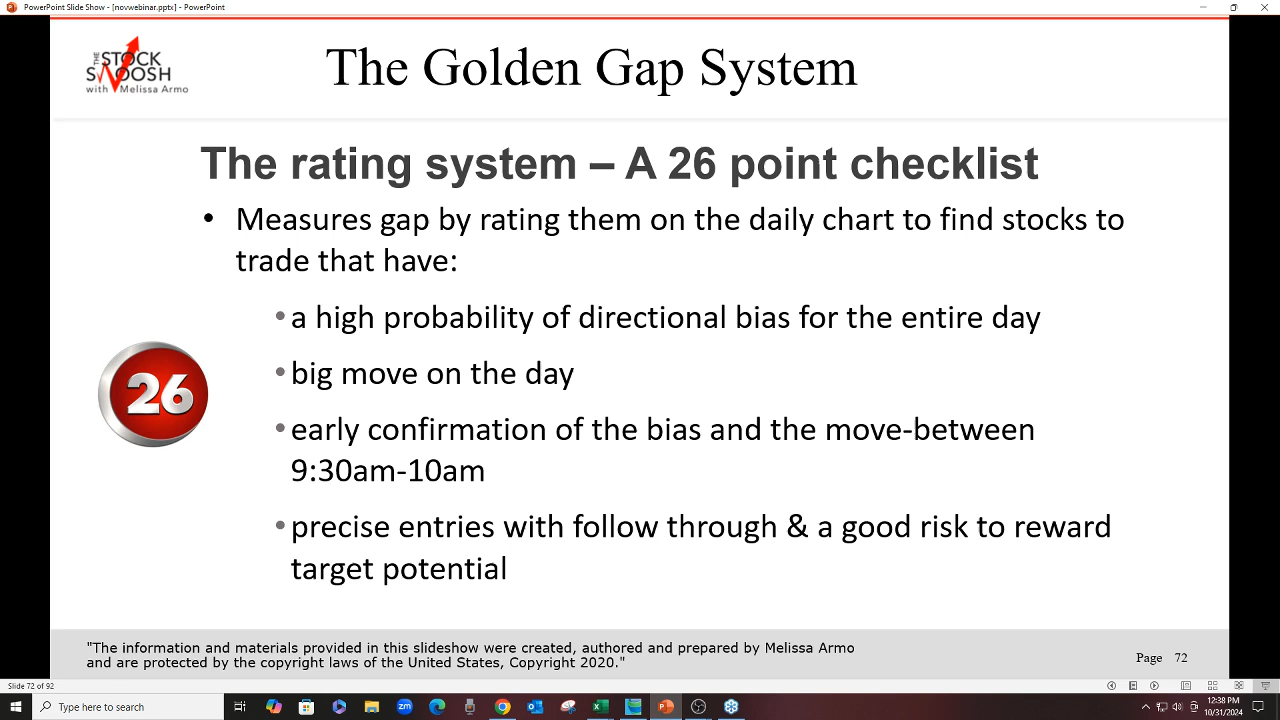 PowerPoint Slide Show - [novwebinar.pptx] - PowerPoint
THE
STOCK
SWOOSH
with Melissa Armo
The Golden Gap System
The rating system – A 26 point checklist
• Measures gap by rating them on the daily chart to find stocks to
trade that have:
• a high probability of directional bias for the entire day
• big move on the day
26
• early confirmation of the bias and the move-between
9:30am-10am
• precise entries with follow through & a good risk to reward
target potential
"The information and materials provided in this slideshow were created, authored and prepared by Melissa Armo
and are protected by the copyright laws of the United States, Copyright 2020."
Page 72
Slide 72 of 92
Type here to search
12:38 PM
10/31/2024